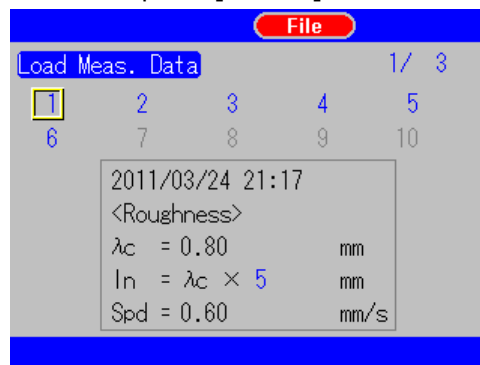 File
Load Meas. Data 1/ 3
1 2 3 4 5
6 7 8 9 10
2011/03/24 21:17
<Roughness>
λc = 0.80 mm
ln = λc × 5 mm
Spd = 0.60 mm/s